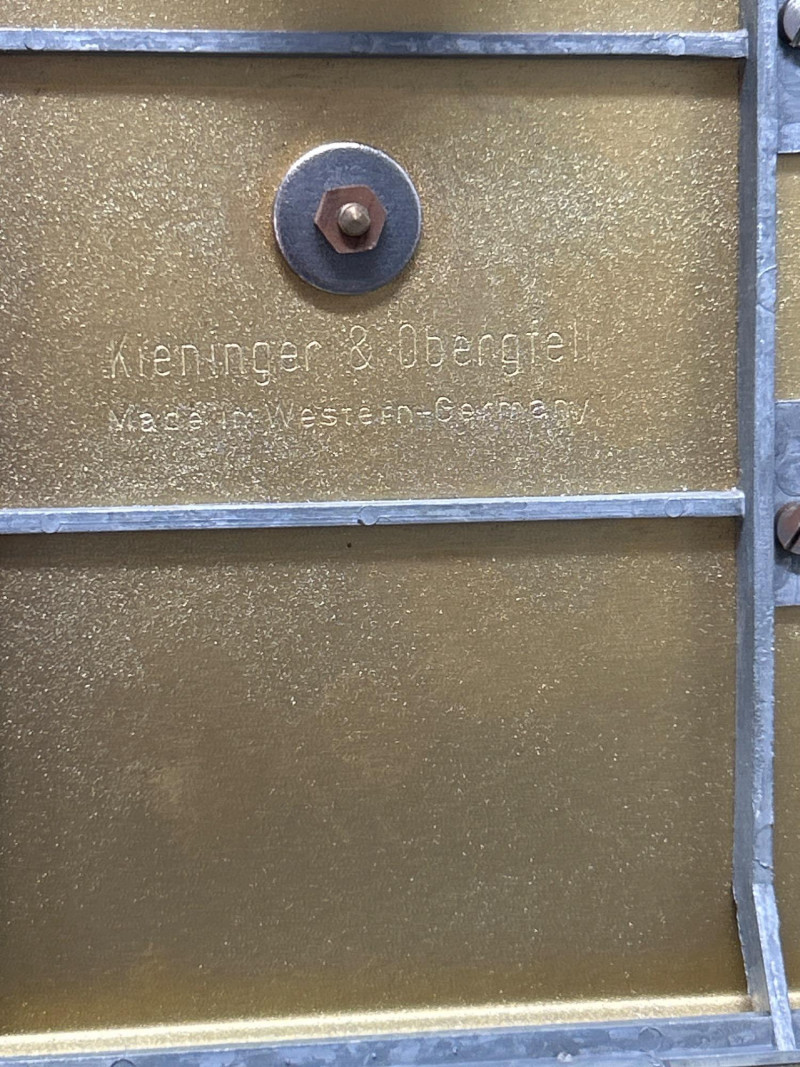 Kieninger & Obergfell
Made in Western-Germany